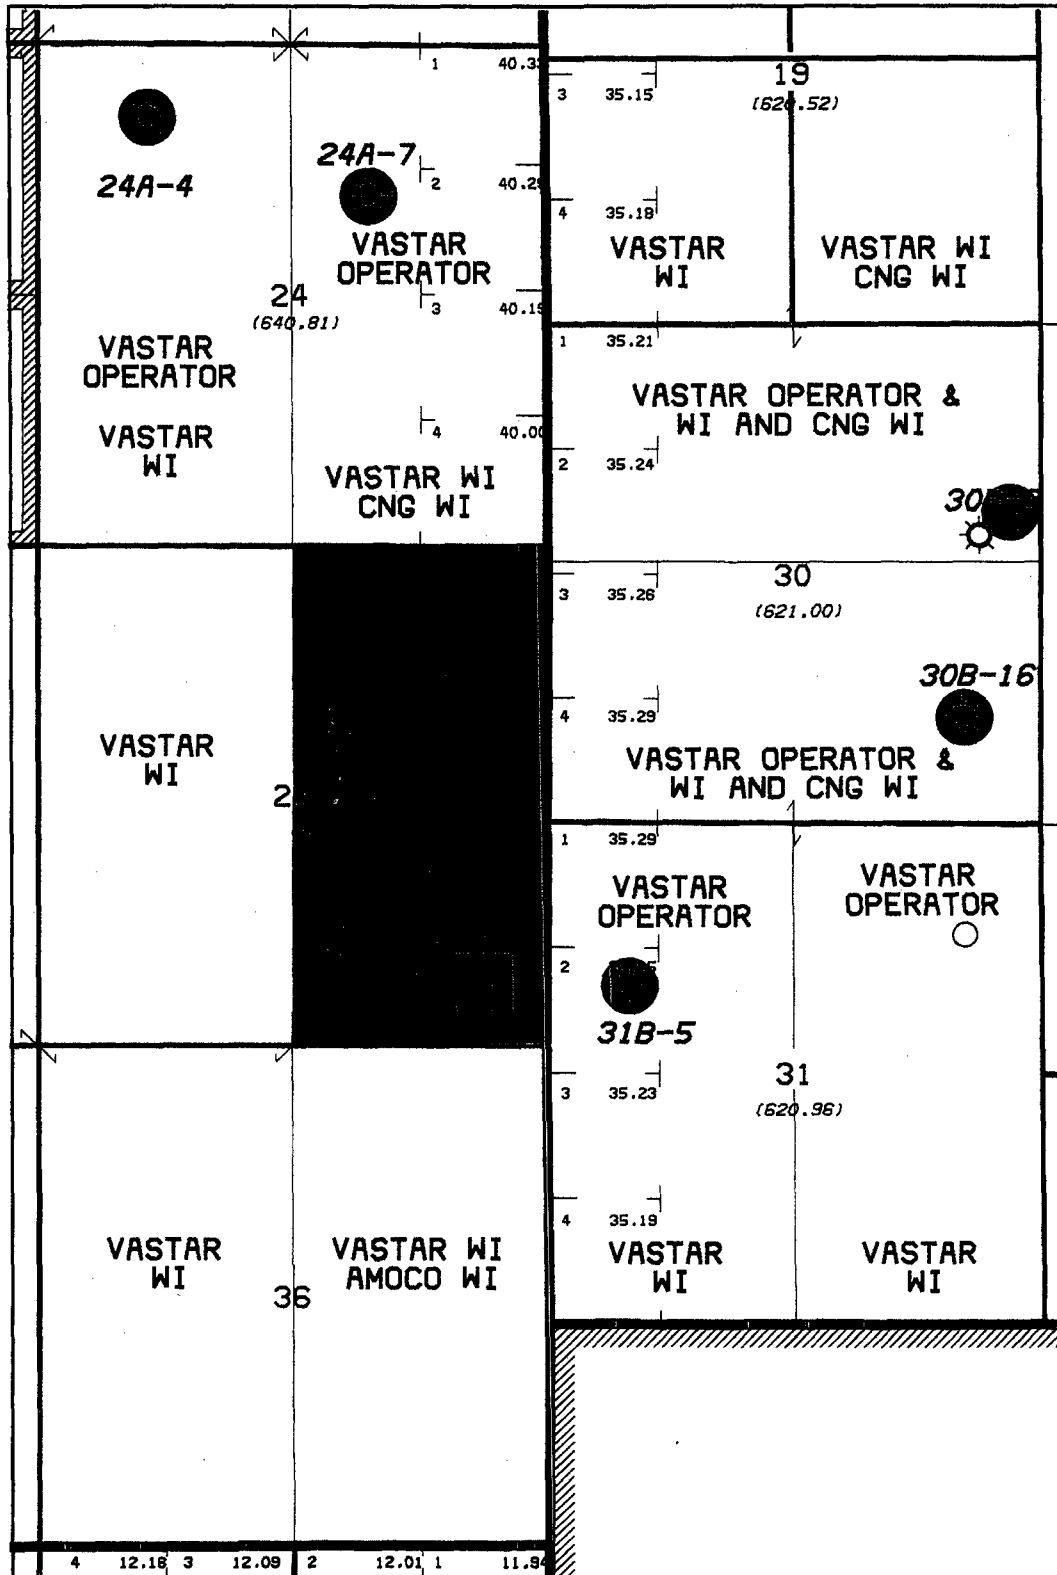 1 40.3
19
3 35.15
(620.52)
24A-4
24A-7
2 40.29
4 35.18
VASTAR
OPERATOR
VASTAR
WI
VASTAR WI
CNG WI
24
(640.81)
3 40.19
VASTAR
OPERATOR
1 35.21
VASTAR OPERATOR &
WI AND CNG WI
VASTAR
WI
4 40.00
2 35.24
VASTAR WI
CNG WI
30
30
(621.00)
3 35.26
30B-16
4 35.29
VASTAR
WI
VASTAR OPERATOR &
WI AND CNG WI
2
1 35.29
VASTAR
OPERATOR
VASTAR
OPERATOR
2
31B-5
31
(620.96)
3 35.23
4 35.19
VASTAR
WI
VASTAR WI
AMOCO WI
VASTAR
WI
VASTAR
WI
36
4 12.18 3 12.09 2 12.01 1 11.94